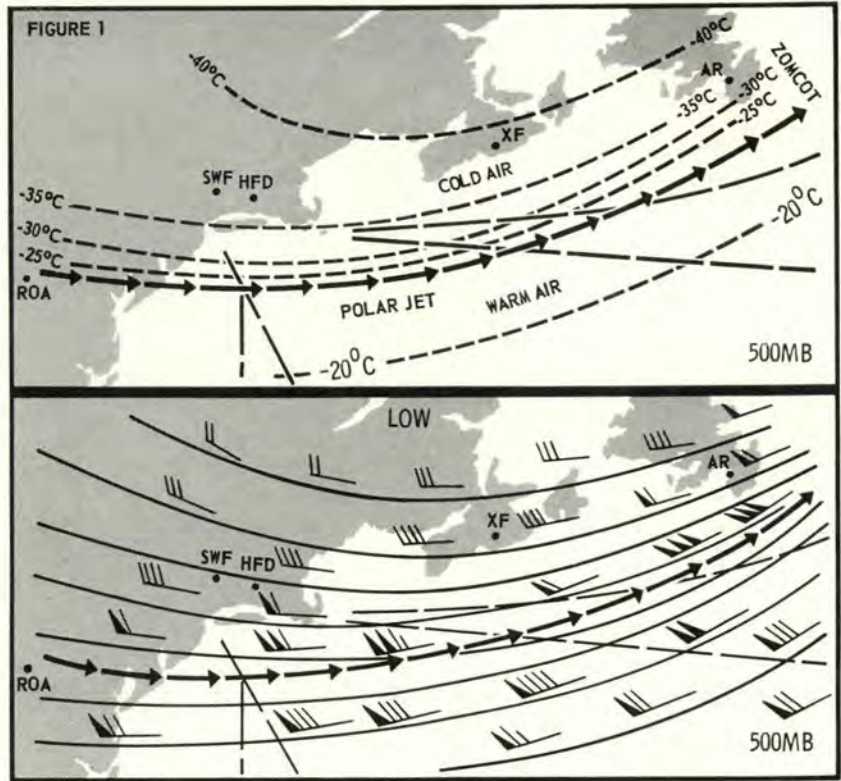 FIGURE 1
-40°C
-40°C
AR
ZOMCOT
-30°C
-35°C
-25°C
XF
COLD AIR
SWF HFD
-35°C
-30°C
-25°C
-20°C
ROA
POLAR JET
WARM AIR
-20°C
500MB
LOW
AR
XF
SWF HFD
ROA
500MB